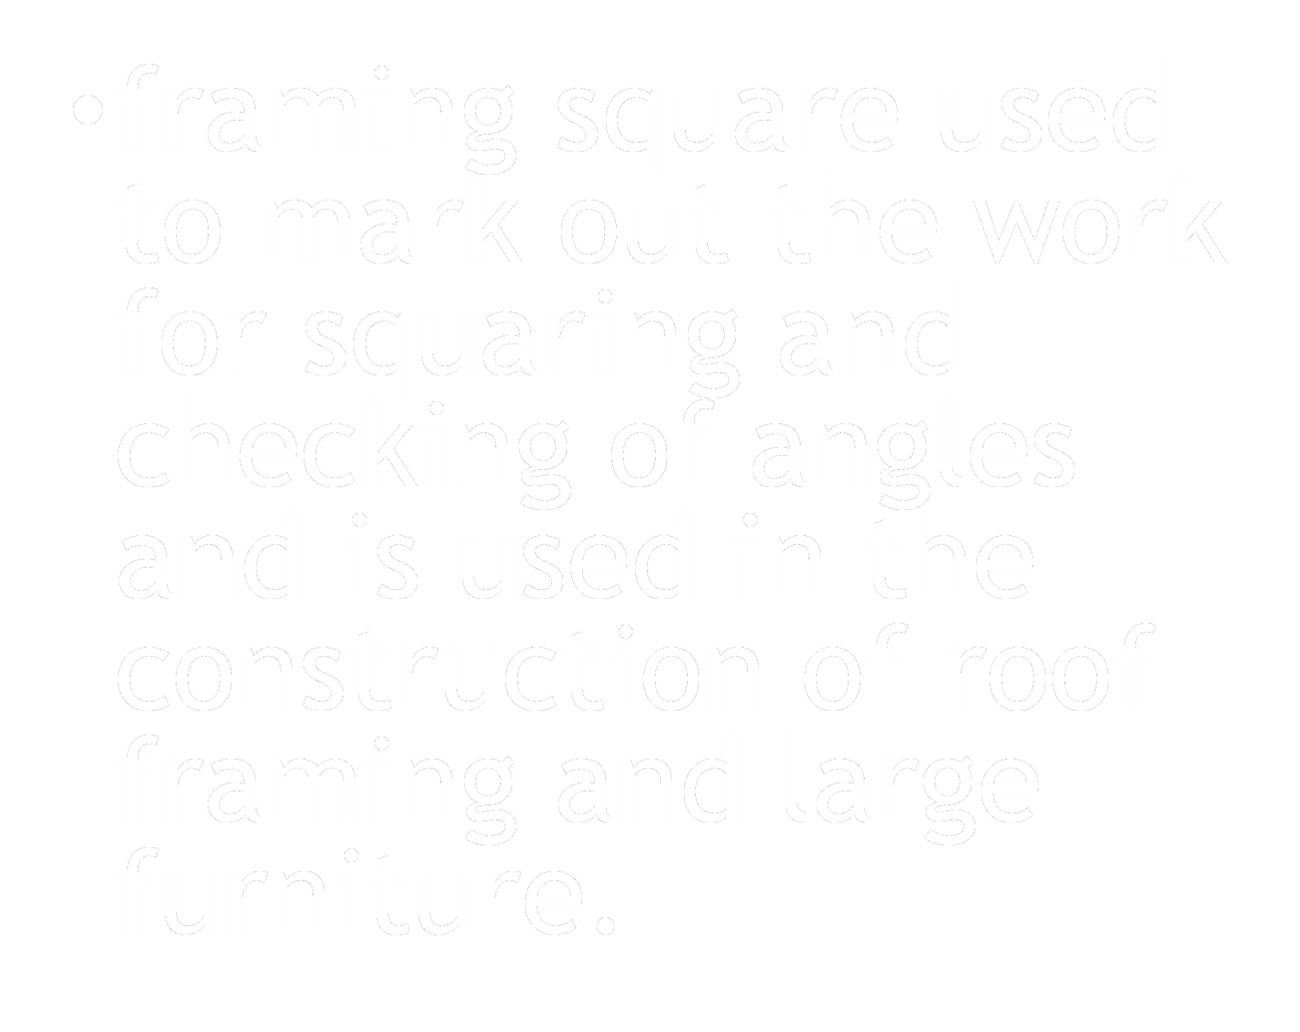 • framing square used
to mark out the work
for squaring and
checking of angles
and is used in the
construction of roof
framing and large
furniture.